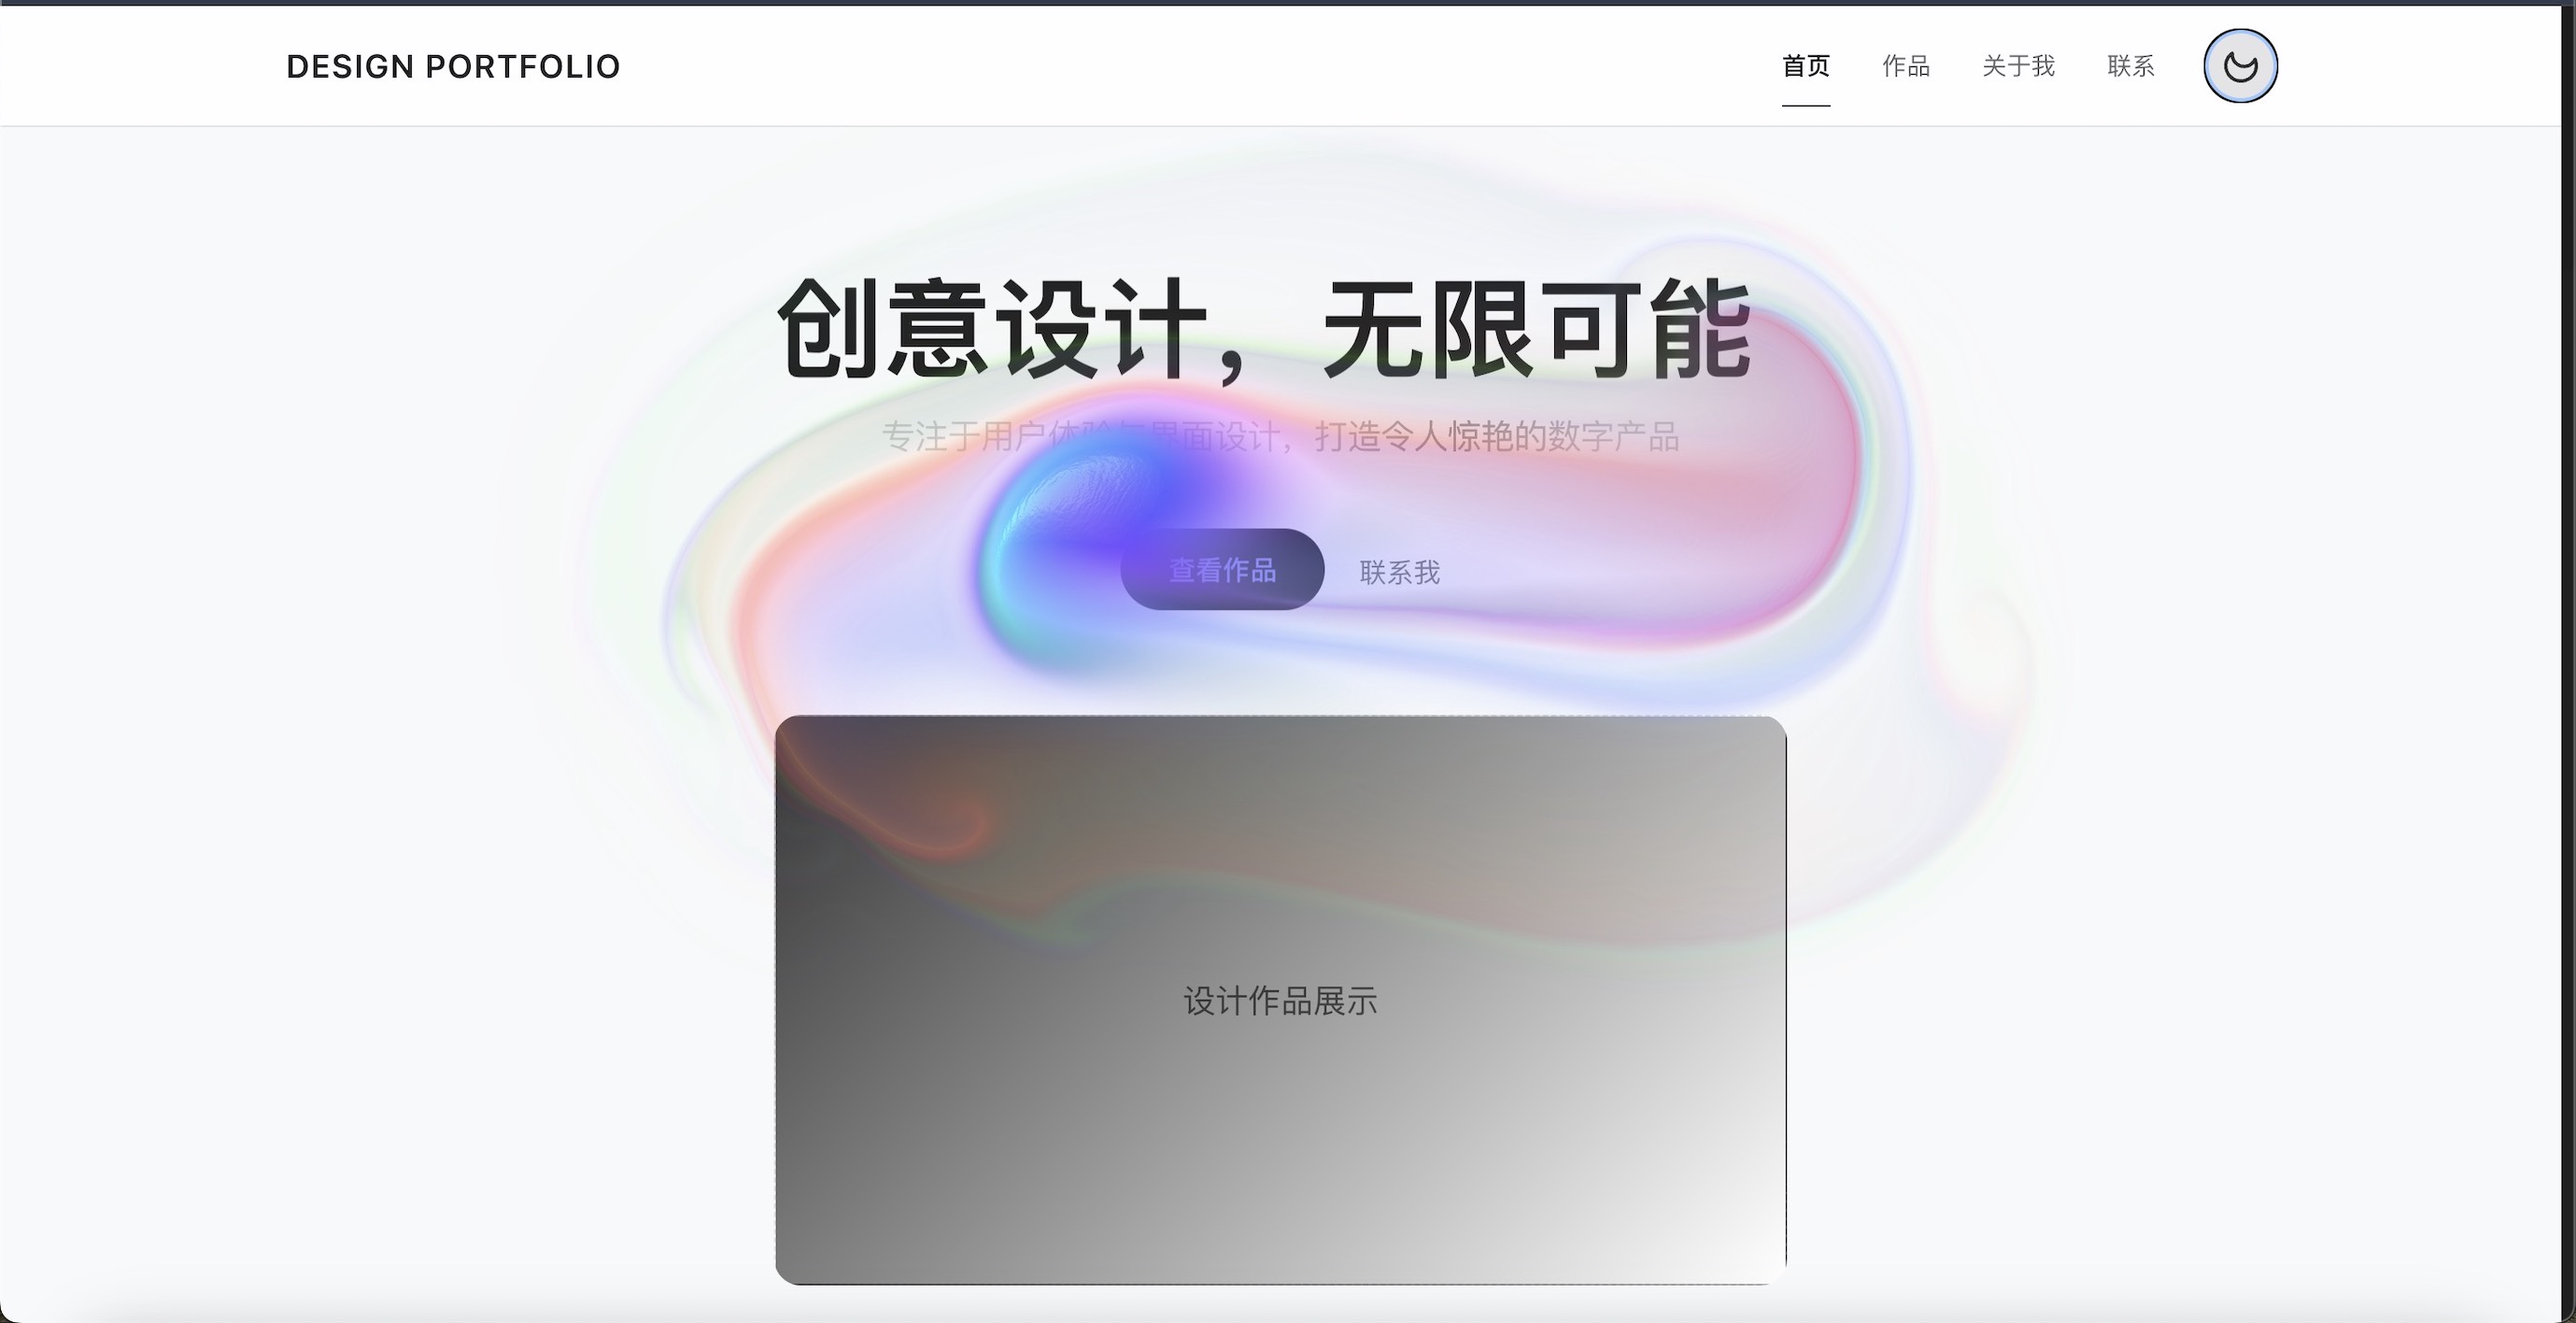 DESIGN PORTFOLIO
首页 作品 关于我 联系
创意设计，无限可能
专注于用户体验与界面设计，打造令人惊艳的数字产品
查看作品 联系我
设计作品展示